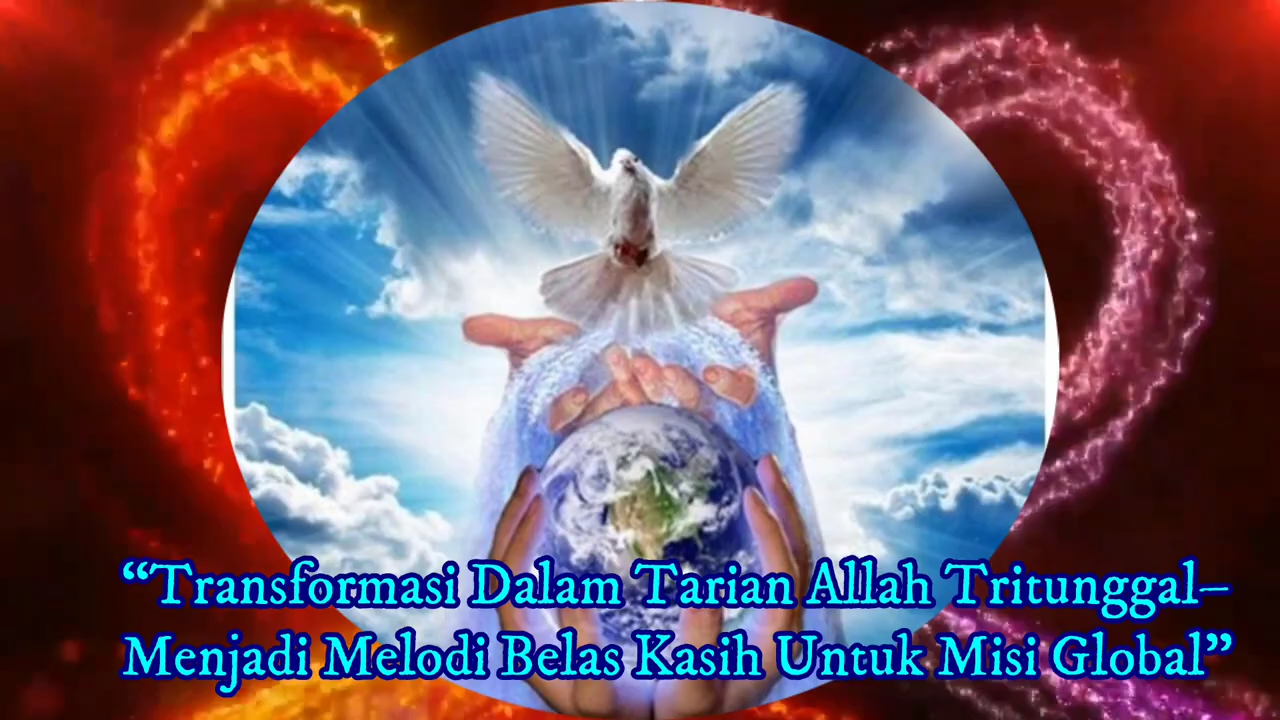 “Transformasi Dalam Tarian Allah Tritunggal–
Menjadi Melodi Belas Kasih Untuk Misi Global”